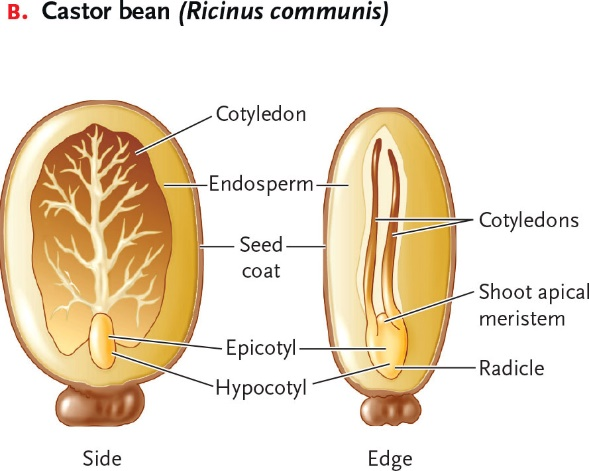 B. Castor bean (Ricinus communis)
Cotyledon
Endosperm
Seed
coat
Cotyledons
Shoot apical
meristem
Epicotyl
Radicle
Hypocotyl
Side
Edge